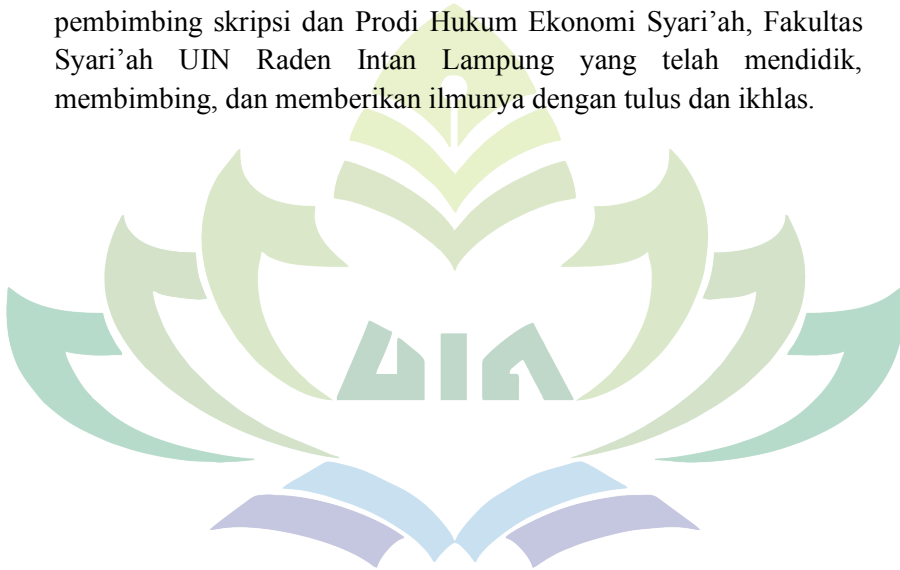 pembimbing skripsi dan Prodi Hukum Ekonomi Syari’ah, Fakultas
Syari’ah UIN Raden Intan Lampung yang telah mendidik,
membimbing, dan memberikan ilmunya dengan tulus dan ikhlas.
UIN